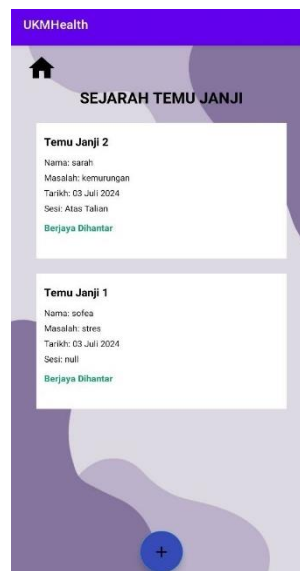 UKMHealth
SEJARAH TEMU JANJI
Temu Janji 2
Nama: sarah
Masalah: kemurungan
Tarikh: 03 Juli 2024
Sesi: Atas Talian
Berjaya Dihantar
Temu Janji 1
Nama: sofea
Masalah: stres
Tarikh: 03 Juli 2024
Sesi: null
Berjaya Dihantar
+